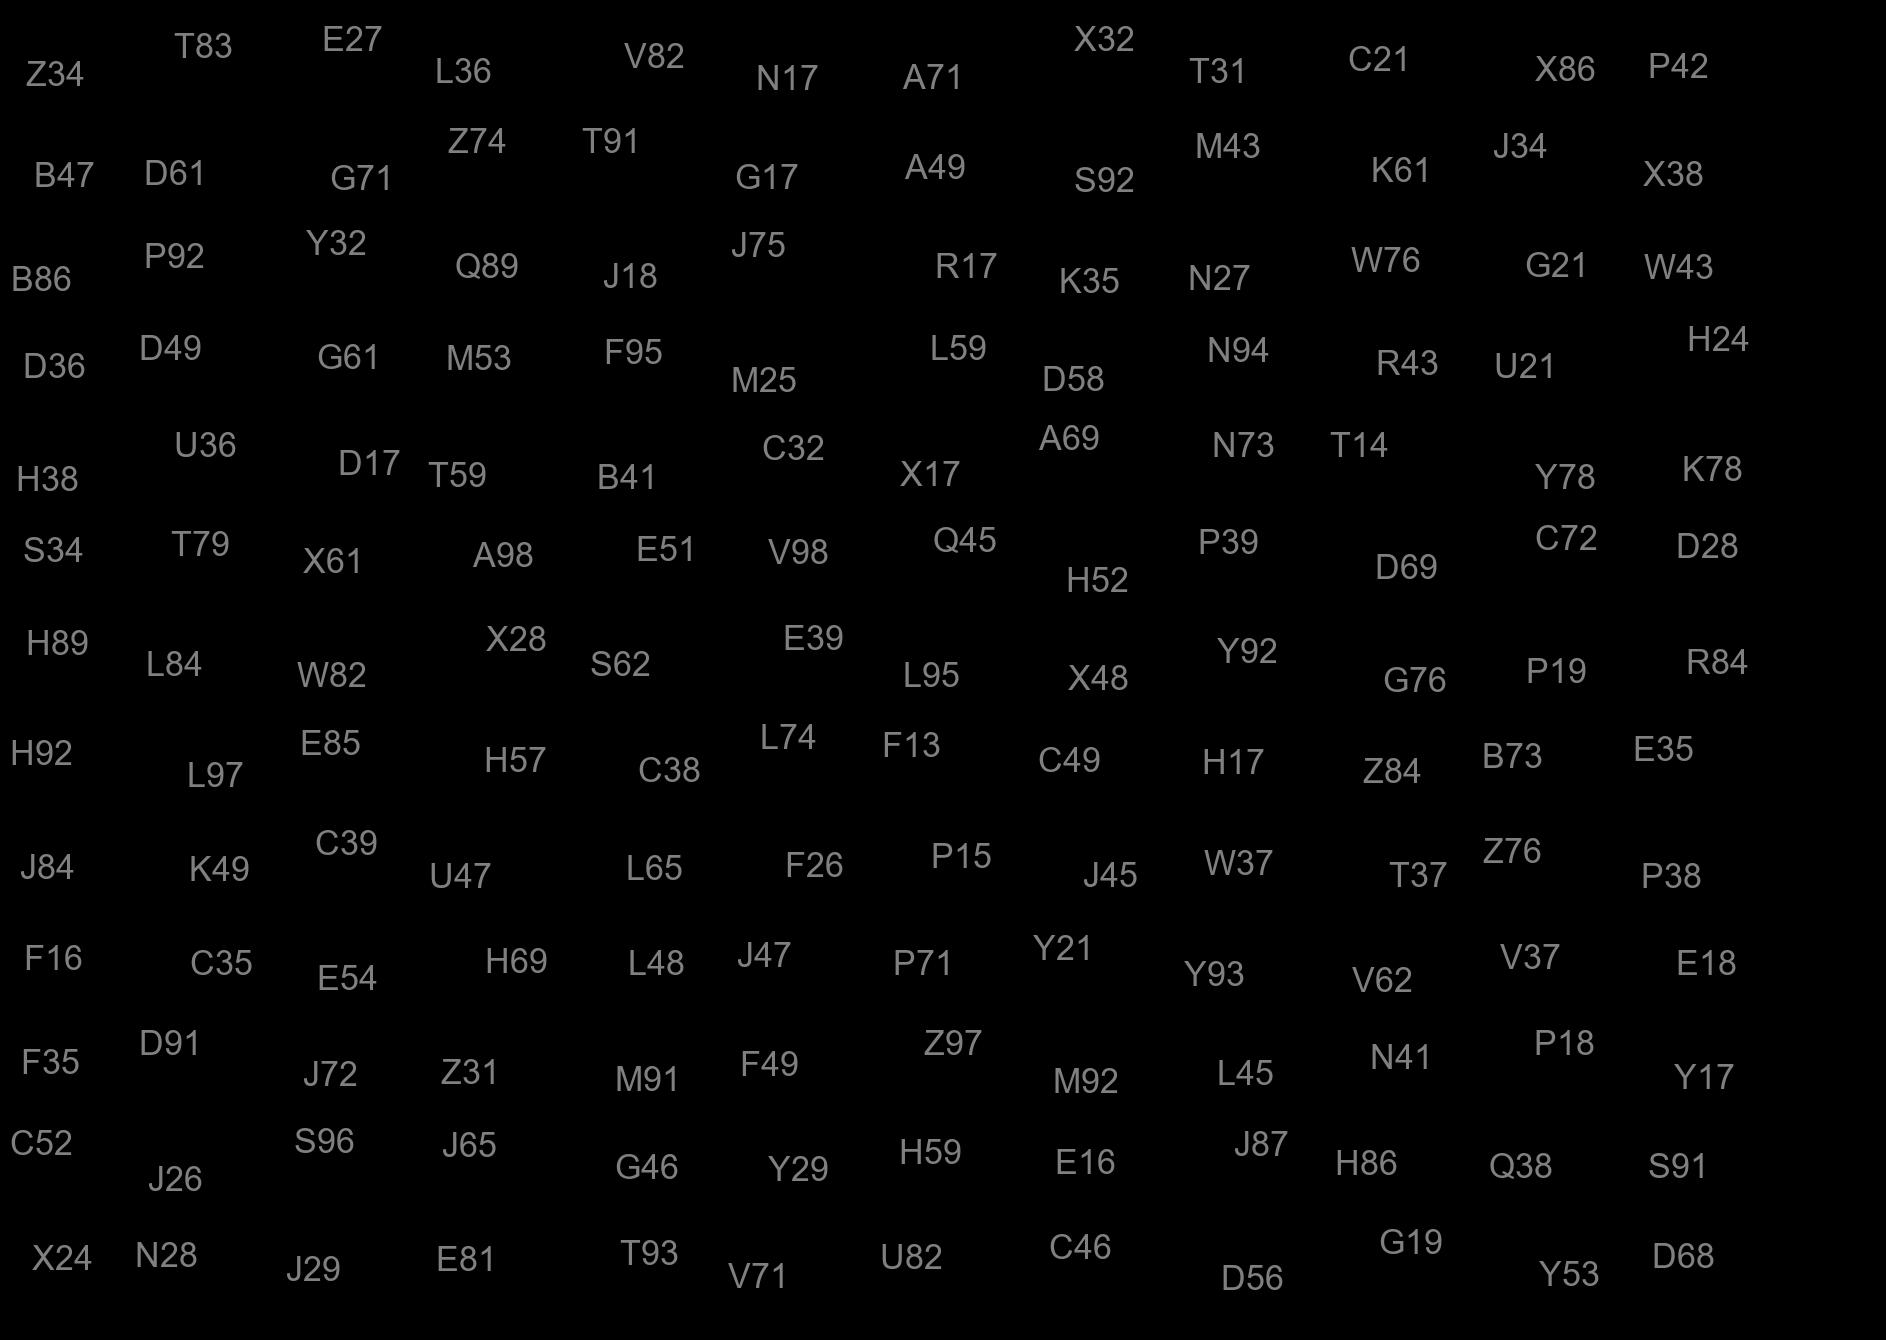 Z34 T83 E27 L36 V82 N17 A71 X32 T31 C21 X86 P42
B47 D61 G71 Z74 T91 G17 A49 S92 M43 K61 J34 X38
B86 P92 Y32 Q89 J18 J75 R17 K35 N27 W76 G21 W43
D36 D49 G61 M53 F95 M25 L59 D58 N94 R43 U21 H24
H38 U36 D17 T59 B41 C32 X17 A69 N73 T14 Y78 K78
S34 T79 X61 A98 E51 V98 Q45 H52 P39 D69 C72 D28
H89 L84 W82 X28 S62 E39 L95 X48 Y92 G76 P19 R84
H92 L97 E85 H57 C38 L74 F13 C49 H17 Z84 B73 E35
J84 K49 C39 U47 L65 F26 P15 J45 W37 T37 Z76 P38
F16 C35 E54 H69 L48 J47 P71 Y21 Y93 V62 V37 E18
F35 D91 J72 Z31 M91 F49 Z97 M92 L45 N41 P18 Y17
C52 J26 S96 J65 G46 Y29 H59 E16 J87 H86 Q38 S91
X24 N28 J29 E81 T93 V71 U82 C46 D56 G19 Y53 D68